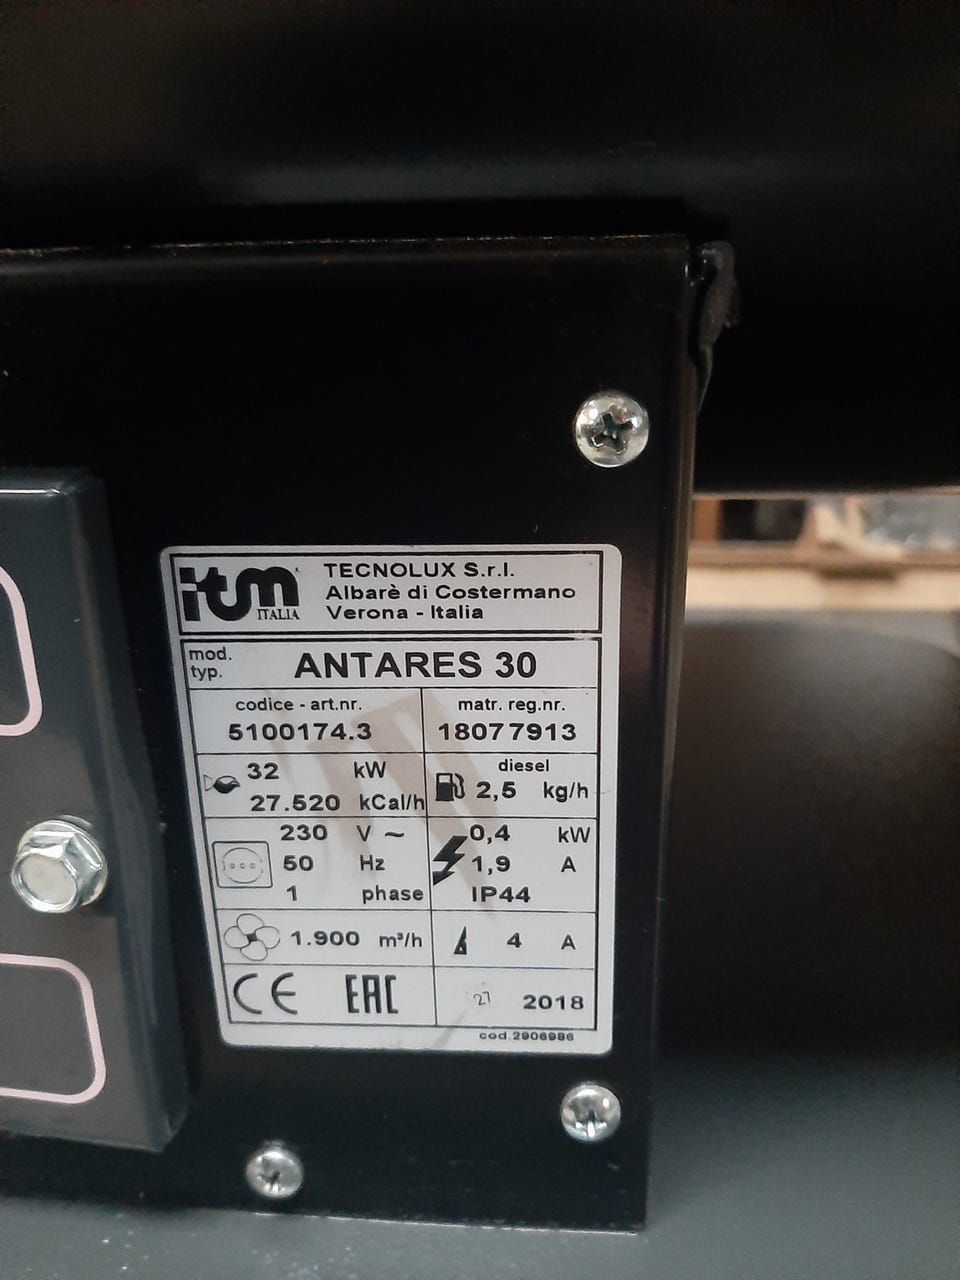 itm
ITALIA
TECNOLUX S.r.l.
Albarè di Costermano
Verona - Italia
mod.
typ.
ANTARES 30
codice - art.nr.
5100174.3
matr. reg.nr.
18077913
32 kW
27.520 kCal/h
diesel
2,5 kg/h
230 V ~
50 Hz
1 phase
0,4 kW
1,9 A
IP44
1.900 m³/h
4 A
CE EAC
27 2018
cod.2906986